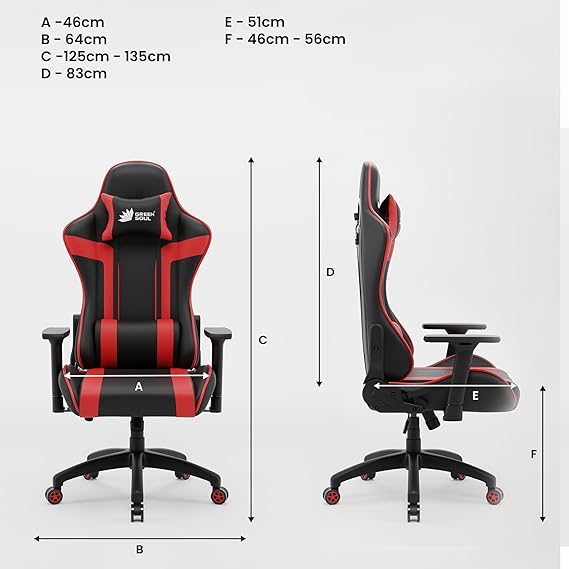 A -46cm
B - 64cm
C -125cm - 135cm
D - 83cm
E - 51cm
F - 46cm - 56cm
GREEN
SOUL
A
B
C
D
E
F